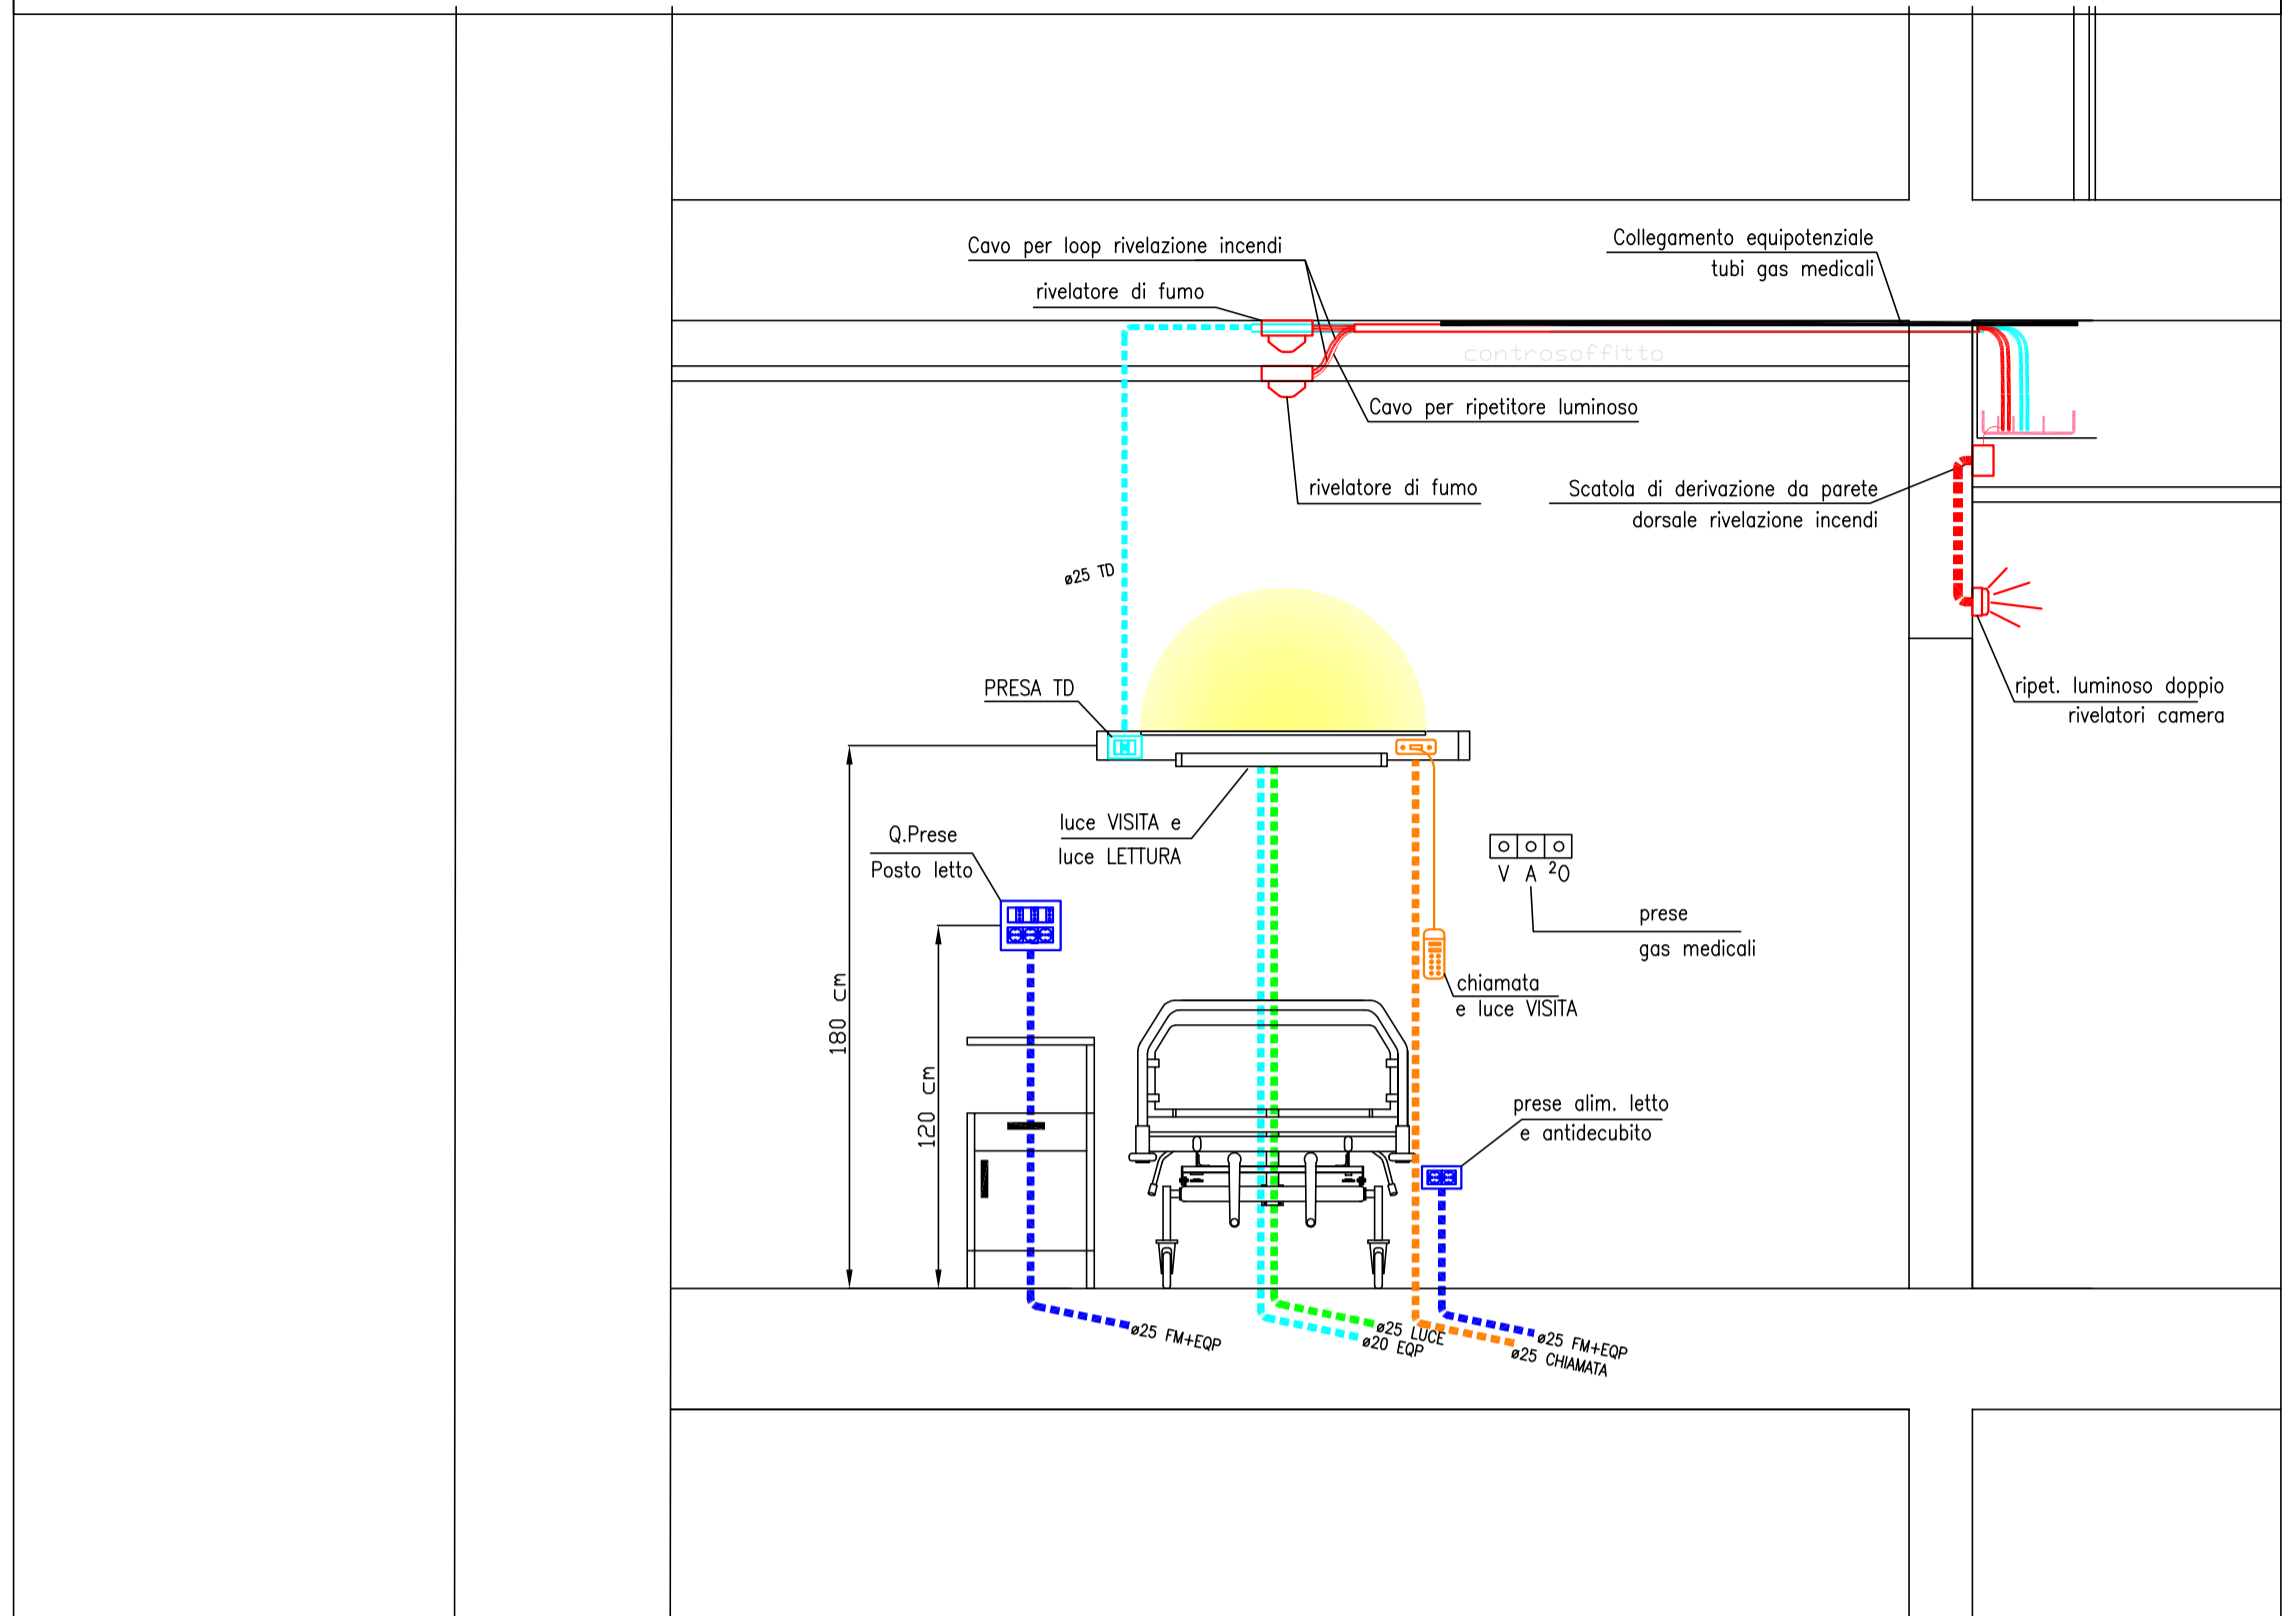 Collegamento equipotenziale
tubi gas medicali
Cavo per loop rivelazione incendi
rivelatore di fumo
controsoffitto
Cavo per ripetitore luminoso
rivelatore di fumo
Scatola di derivazione da parete
dorsale rivelazione incendi
ø25 TD
PRESA TD
ripet. luminoso doppio
rivelatori camera
luce VISITA e
luce LETTURA
Q.Prese
Posto letto
V A ²O
prese
gas medicali
chiamata
e luce VISITA
180 cm
120 cm
prese alim. letto
e antidecubito
ø25 FM+EQP
ø25 LUCE
ø20 EQP
ø25 FM+EQP
ø25 CHIAMATA